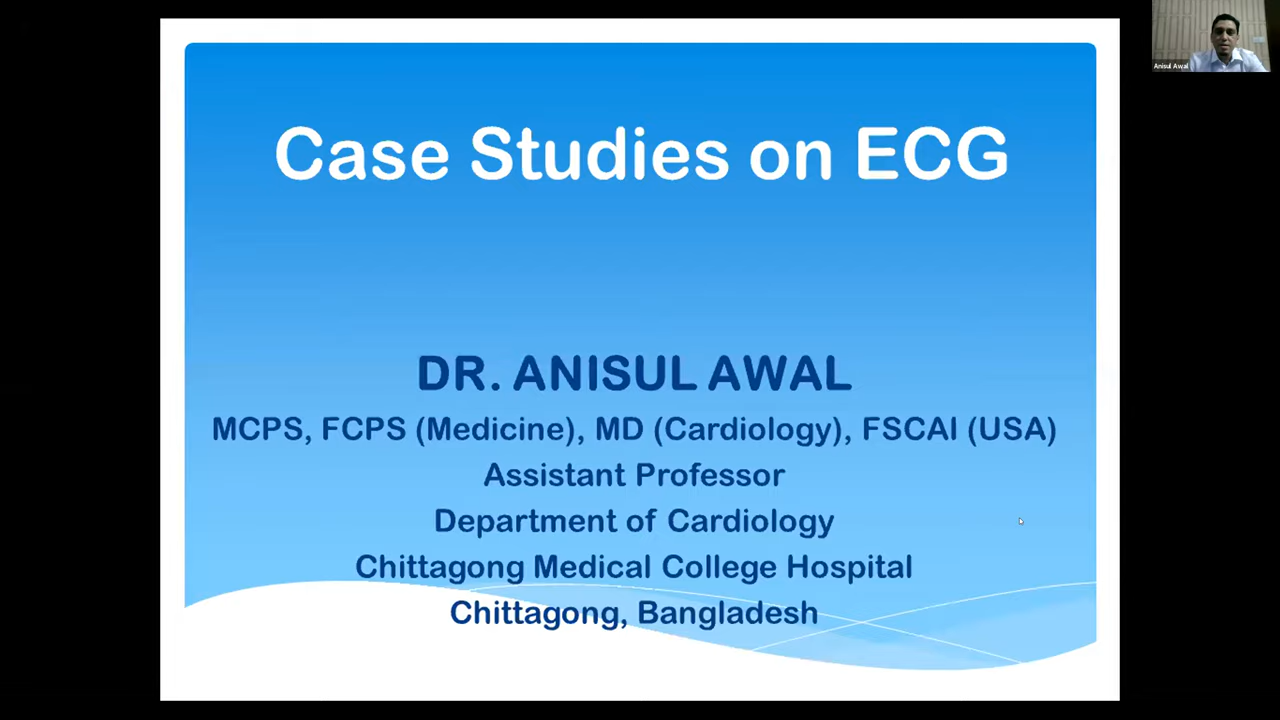 Case Studies on ECG
DR. ANISUL AWAL
MCPS, FCPS (Medicine), MD (Cardiology), FSCAI (USA)
Assistant Professor
Department of Cardiology
Chittagong Medical College Hospital
Chittagong, Bangladesh
Anisul Awal